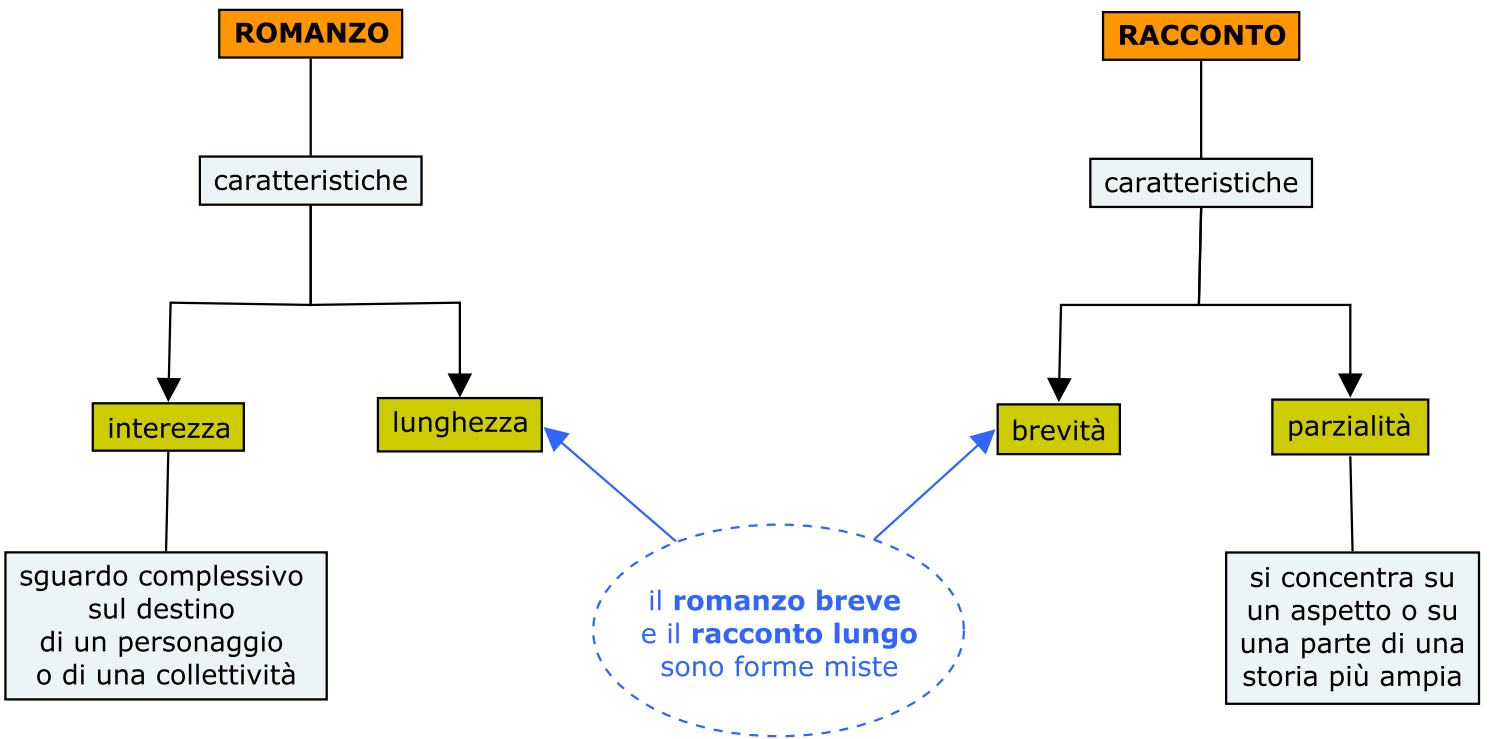 ROMANZO
RACCONTO
caratteristiche
caratteristiche
interezza
lunghezza
brevità
parzialità
sguardo complessivo
sul destino
di un personaggio
o di una collettività
il romanzo breve
e il racconto lungo
sono forme miste
si concentra su
un aspetto o su
una parte di una
storia più ampia